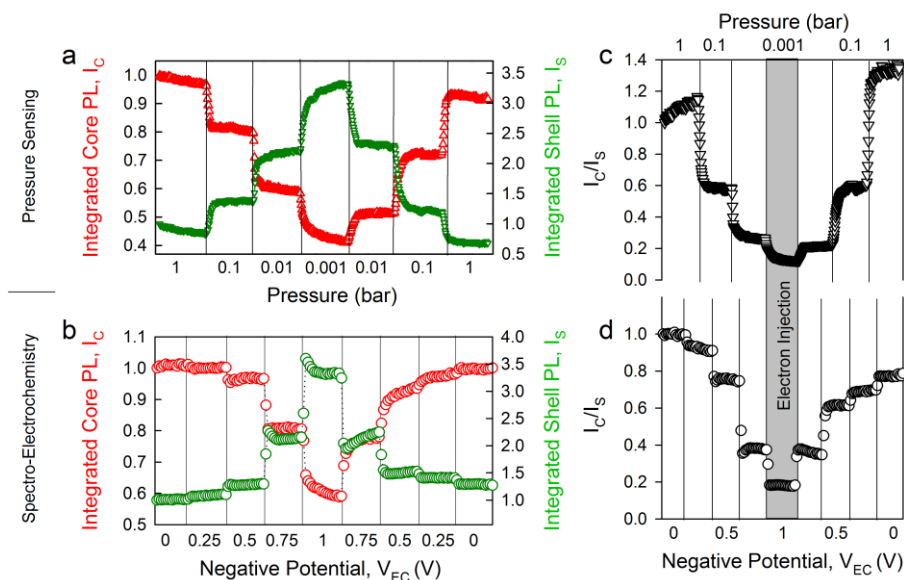 Pressure Sensing
Spectro-Electrochemistry
a
Integrated Core PL, I_C
1.0
0.9
0.8
0.7
0.6
0.5
0.4
3.5
3.0
2.5
2.0
1.5
1.0
0.5
Integrated Shell PL, I_S
1 0.1 0.01 0.001 0.01 0.1 1
Pressure (bar)
b
Integrated Core PL, I_C
1.1
1.0
0.9
0.8
0.7
0.6
0.5
4.0
3.5
3.0
2.5
2.0
1.5
1.0
Integrated Shell PL, I_S
0 0.25 0.5 0.75 1 0.75 0.5 0.25 0
Negative Potential, V_EC (V)
c
Pressure (bar)
1 0.1 0.001 0.1 1
I_C/I_S
1.4
1.2
1.0
0.8
0.6
0.4
0.2
0.0
Electron Injection
d
I_C/I_S
1.0
0.8
0.6
0.4
0.2
0.0
0 0.5 1 0.5 0
Negative Potential, V_EC (V)